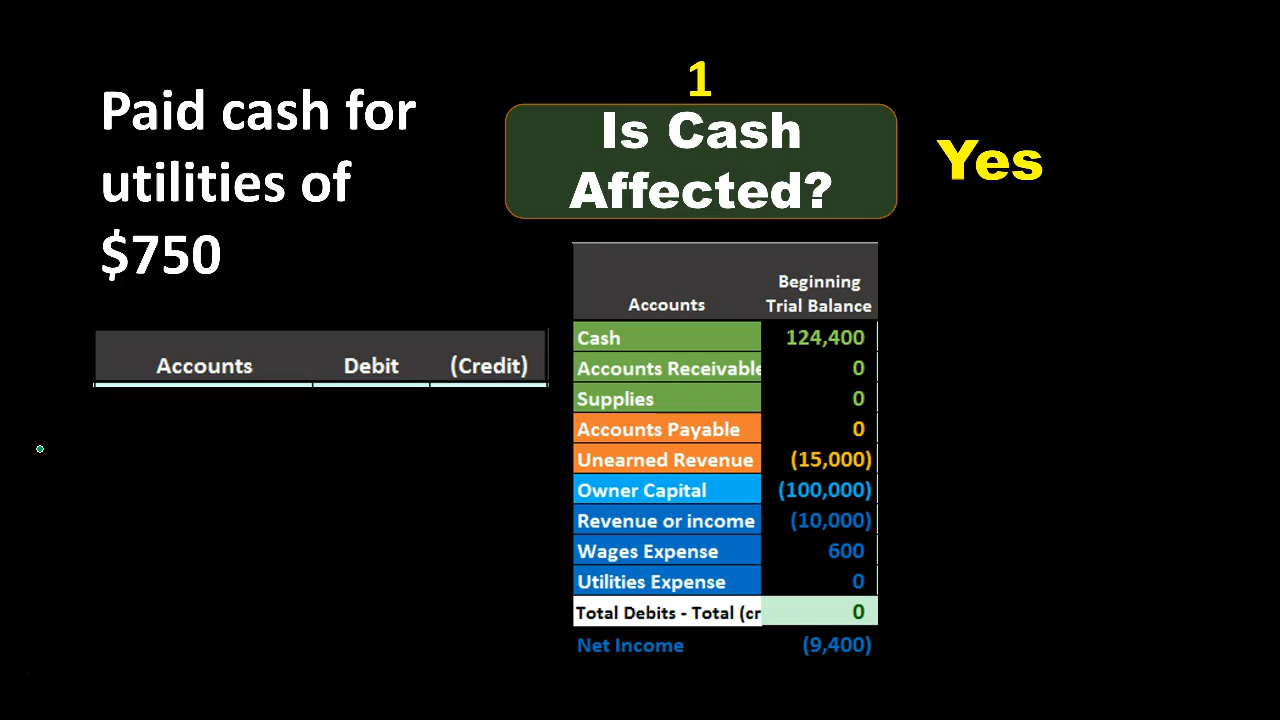 Paid cash for
utilities of
$750
1
Is Cash
Affected?
Yes
Accounts Debit (Credit)
Accounts Beginning Trial Balance
Cash 124,400
Accounts Receivable 0
Supplies 0
Accounts Payable 0
Unearned Revenue (15,000)
Owner Capital (100,000)
Revenue or income (10,000)
Wages Expense 600
Utilities Expense 0
Total Debits - Total (cr 0
Net Income (9,400)